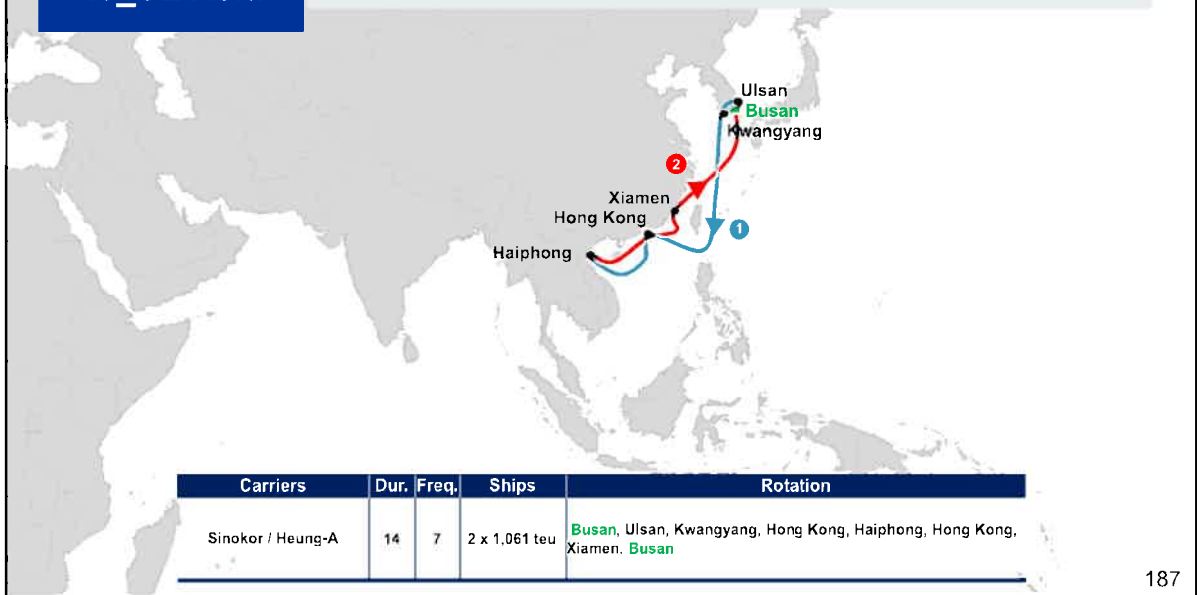 Ulsan
Busan
Kwangyang
2
Xiamen
Hong Kong
1
Haiphong
Carriers Dur. Freq. Ships Rotation
Sinokor / Heung-A 14 7 2 x 1,061 teu Busan, Ulsan, Kwangyang, Hong Kong, Haiphong, Hong Kong,
Xiamen. Busan
187